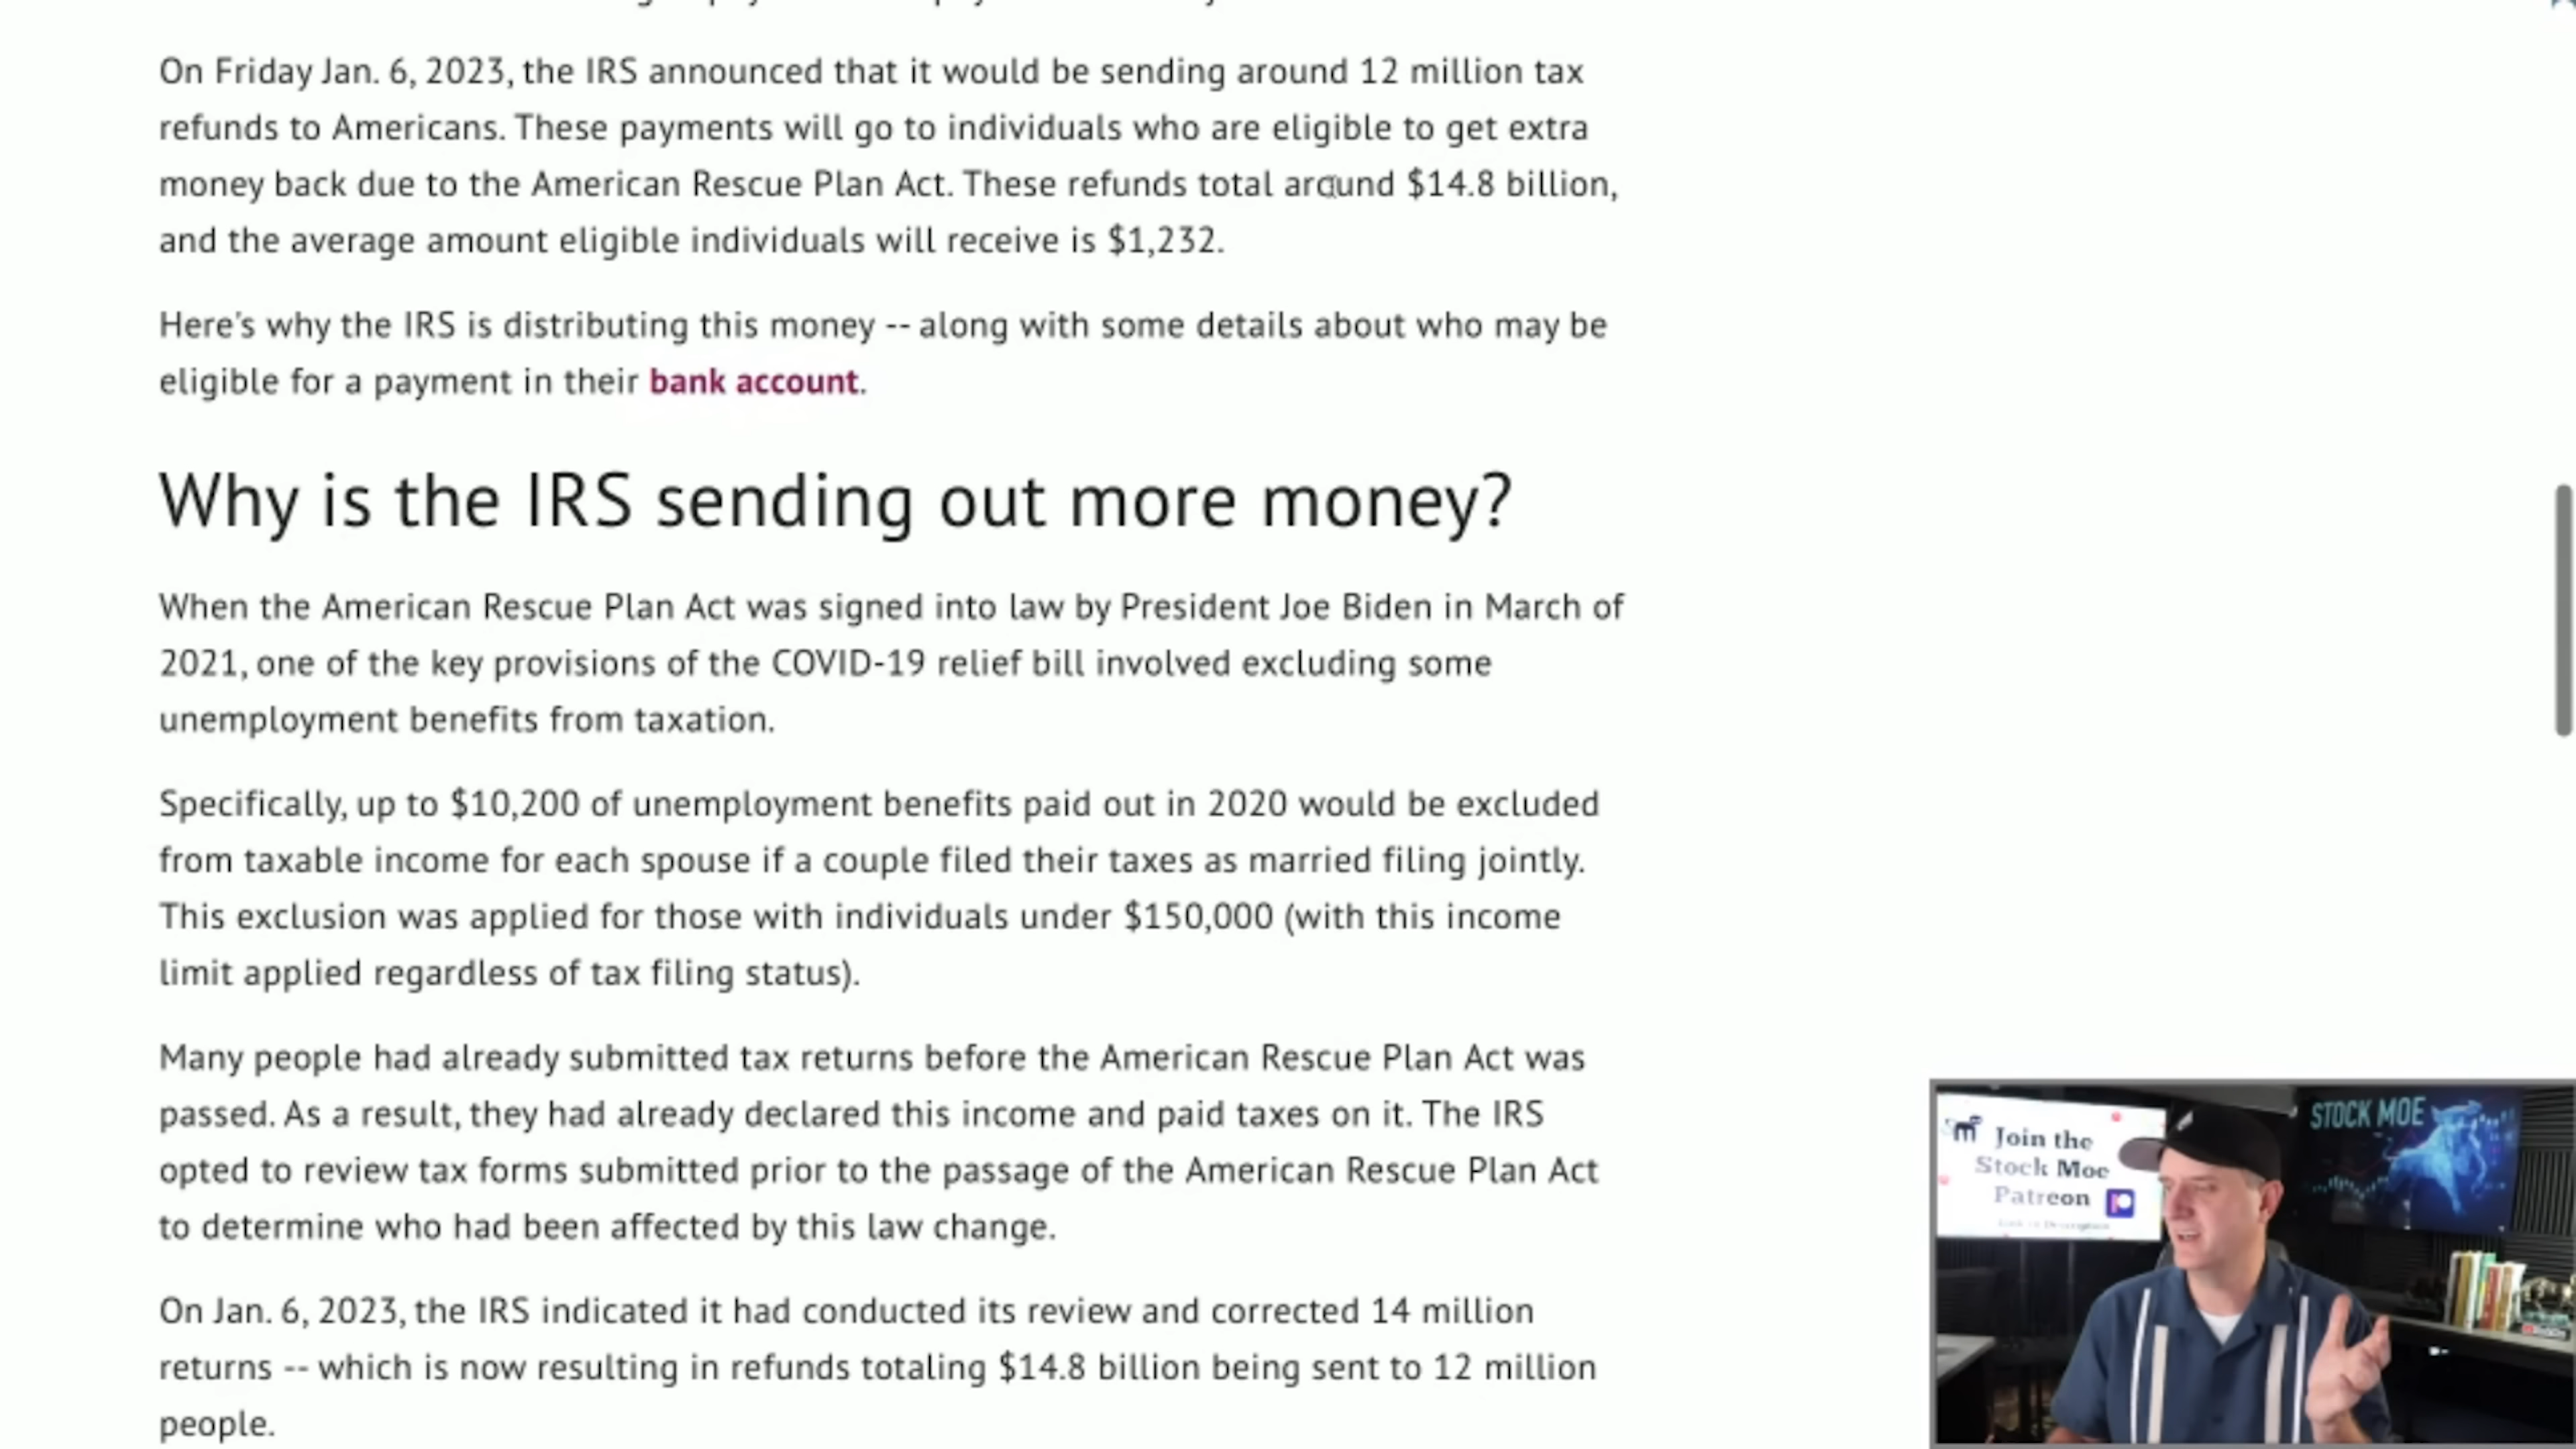 On Friday Jan. 6, 2023, the IRS announced that it would be sending around 12 million tax
refunds to Americans. These payments will go to individuals who are eligible to get extra
money back due to the American Rescue Plan Act. These refunds total around $14.8 billion,
and the average amount eligible individuals will receive is $1,232.
Here's why the IRS is distributing this money -- along with some details about who may be
eligible for a payment in their bank account.
Why is the IRS sending out more money?
When the American Rescue Plan Act was signed into law by President Joe Biden in March of
2021, one of the key provisions of the COVID-19 relief bill involved excluding some
unemployment benefits from taxation.
Specifically, up to $10,200 of unemployment benefits paid out in 2020 would be excluded
from taxable income for each spouse if a couple filed their taxes as married filing jointly.
This exclusion was applied for those with individuals under $150,000 (with this income
limit applied regardless of tax filing status).
Many people had already submitted tax returns before the American Rescue Plan Act was
passed. As a result, they had already declared this income and paid taxes on it. The IRS
opted to review tax forms submitted prior to the passage of the American Rescue Plan Act
to determine who had been affected by this law change.
On Jan. 6, 2023, the IRS indicated it had conducted its review and corrected 14 million
returns -- which is now resulting in refunds totaling $14.8 billion being sent to 12 million
people.
Join the
Stock Moe
Patreon
STOCK MOE